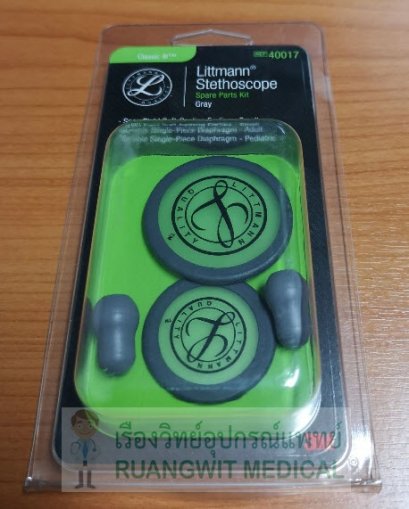 Classic III™
REF 40017
Littmann®
Stethoscope
Spare Parts Kit
Gray
Single-Piece Diaphragm - Adult
Single-Piece Diaphragm - Pediatric
LITTMANN
QUALITY
LITTMANN
QUALITY
เรืองวิทย์อุปกรณ์แพทย์
RUANGWIT MEDICAL